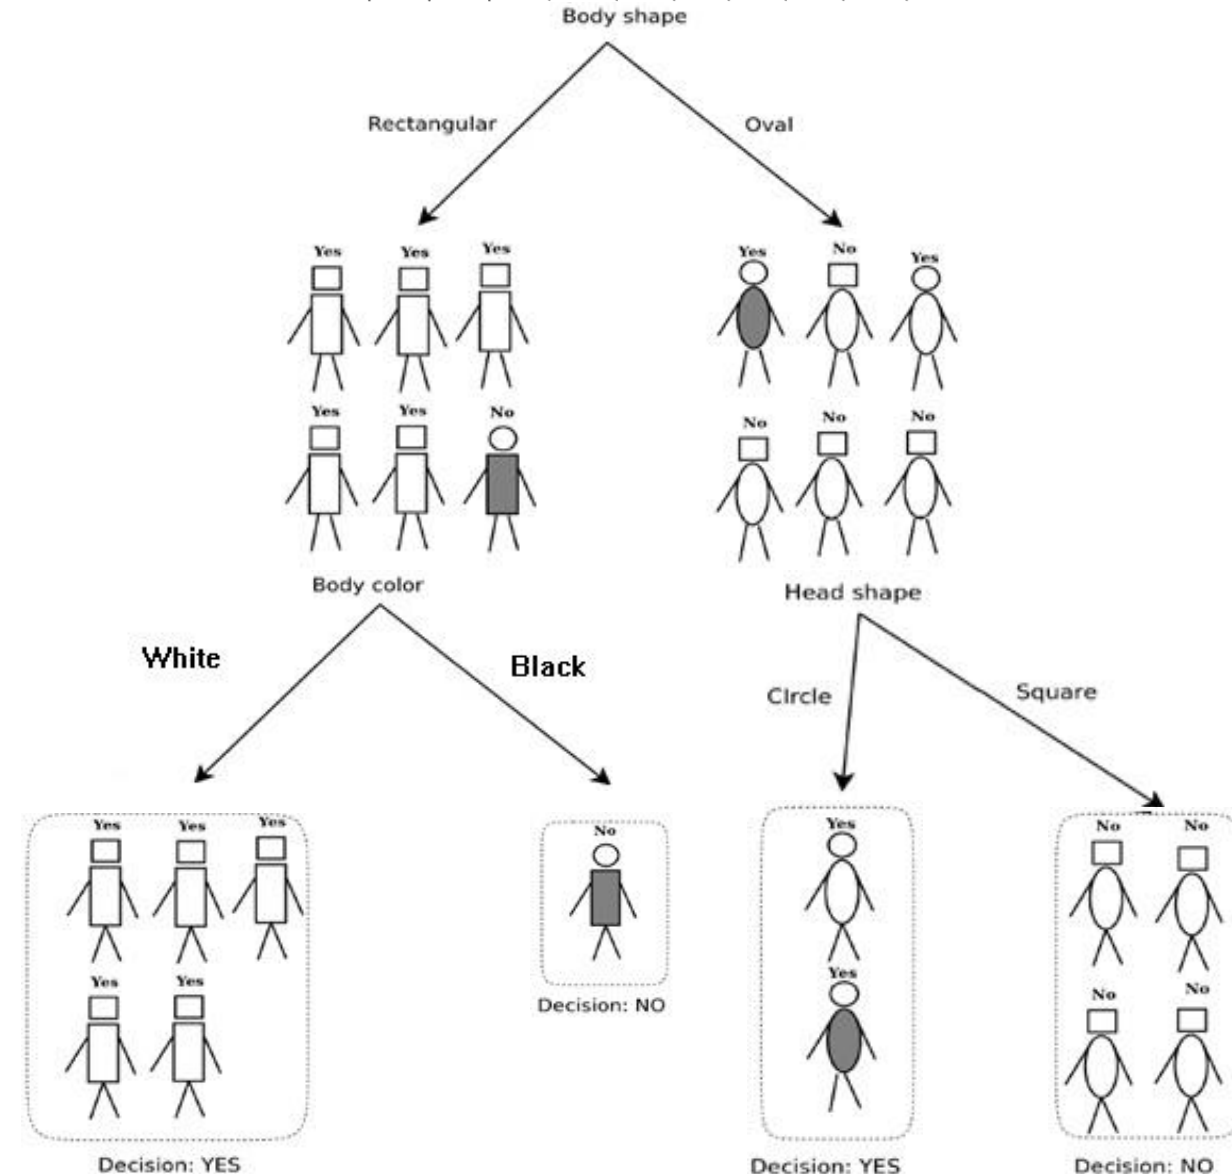 Body shape
Rectangular
Oval
Yes Yes Yes
Yes No Yes
Yes Yes No
No No No
Body color
Head shape
White
Black
CIrcle
Square
Yes Yes Yes
No
Yes
No No
Yes Yes
Yes
No No
Decision: NO
Decision: YES
Decision: YES
Decision: NO